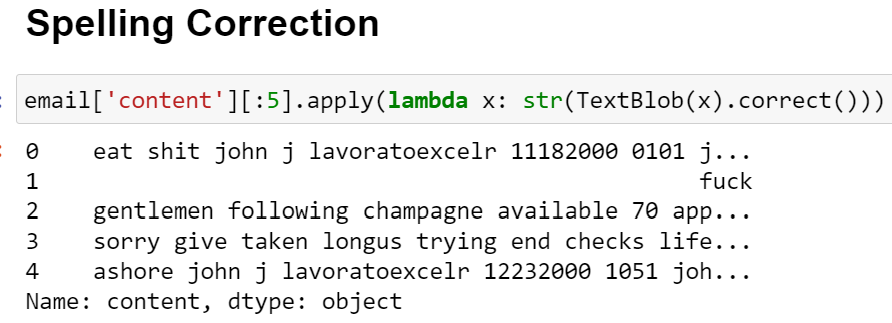 Spelling Correction
: email['content'][:5].apply(lambda x: str(TextBlob(x).correct()))
: 0 eat shit john j lavoratoexcelr 11182000 0101 j...
1 fuck
2 gentlemen following champagne available 70 app...
3 sorry give taken longus trying end checks life...
4 ashore john j lavoratoexcelr 12232000 1051 joh...
Name: content, dtype: object